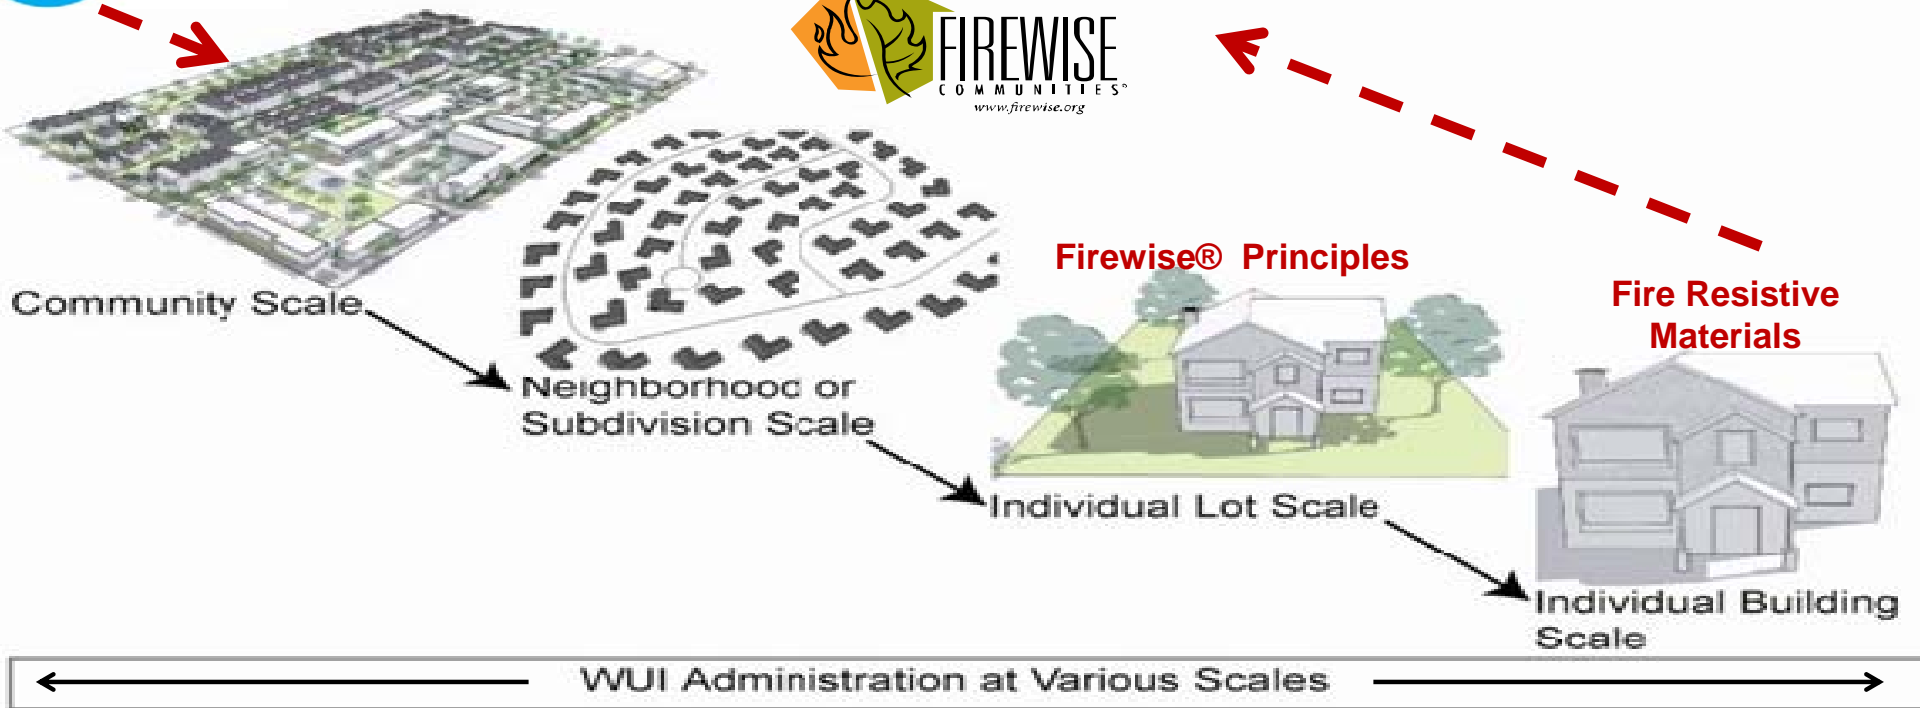 FIREWISE
COMMUNITIES®
www.firewise.org
Firewise® Principles
Fire Resistive
Materials
Community Scale
Neighborhood or
Subdivision Scale
Individual Lot Scale
Individual Building
Scale
WUI Administration at Various Scales